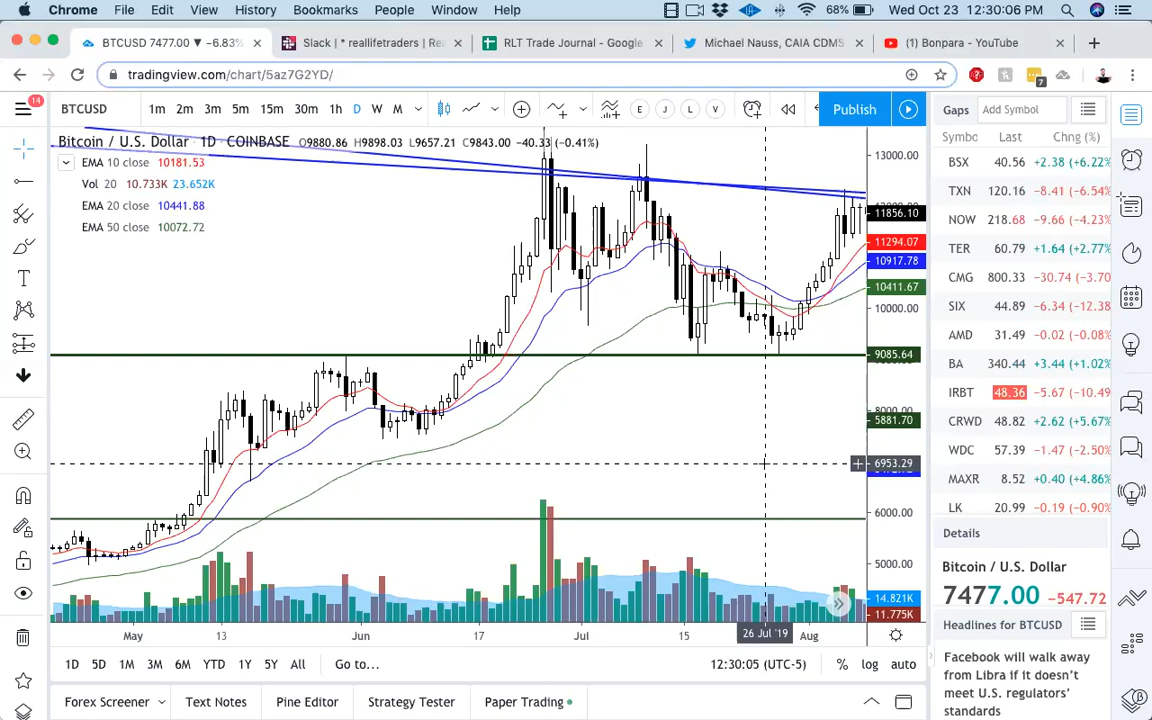 Chrome File Edit View History Bookmarks People Window Help 68% Wed Oct 23 12:30:06 PM
BTCUSD 7477.00 ▼ −6.83% Slack | * reallifetraders | Re RLT Trade Journal - Google Michael Nauss, CAIA CDMS (1) Bonpara - YouTube
tradingview.com/chart/5az7G2YD/ 7
14 BTCUSD 1m 2m 3m 5m 15m 30m 1h D W M E J L V Publish
Gaps Add Symbol
Bitcoin / U.S. Dollar · 1D · COINBASE O9880.86 H9898.03 L9657.21 C9843.00 −40.33 (−0.41%)
EMA 10 close 10181.53
Vol 20 10.733K 23.652K
EMA 20 close 10441.88
EMA 50 close 10072.72
13000.00
11856.10
11294.07
10917.78
10411.67
10000.00
9085.64
8000.00
5881.70
6953.29
6000.00
5000.00
14.821K
11.775K
May 13 Jun 17 Jul 15 26 Jul '19 Aug
1D 5D 1M 3M 6M YTD 1Y 5Y All Go to... 12:30:05 (UTC-5) % log auto
Forex Screener Text Notes Pine Editor Strategy Tester Paper Trading
Symbo Last Chng (%)
BSX 40.56 +2.38 (+6.22%
TXN 120.16 −8.41 (−6.54%
NOW 218.68 −9.66 (−4.23%
TER 60.79 +1.64 (+2.77%
CMG 800.33 −30.74 (−3.70
SIX 44.89 −6.34 (−12.38
AMD 31.49 −0.02 (−0.08%
BA 340.44 +3.44 (+1.02%
IRBT 48.36 −5.67 (−10.49
CRWD 48.82 +2.62 (+5.67%
WDC 57.39 −1.47 (−2.50%
MAXR 8.52 +0.40 (+4.86%
LK 20.99 −0.19 (−0.90%
Details
Bitcoin / U.S. Dollar
7477.00 −547.72
Headlines for BTCUSD
Facebook will walk away
from Libra if it doesn't
meet U.S. regulators'
standards